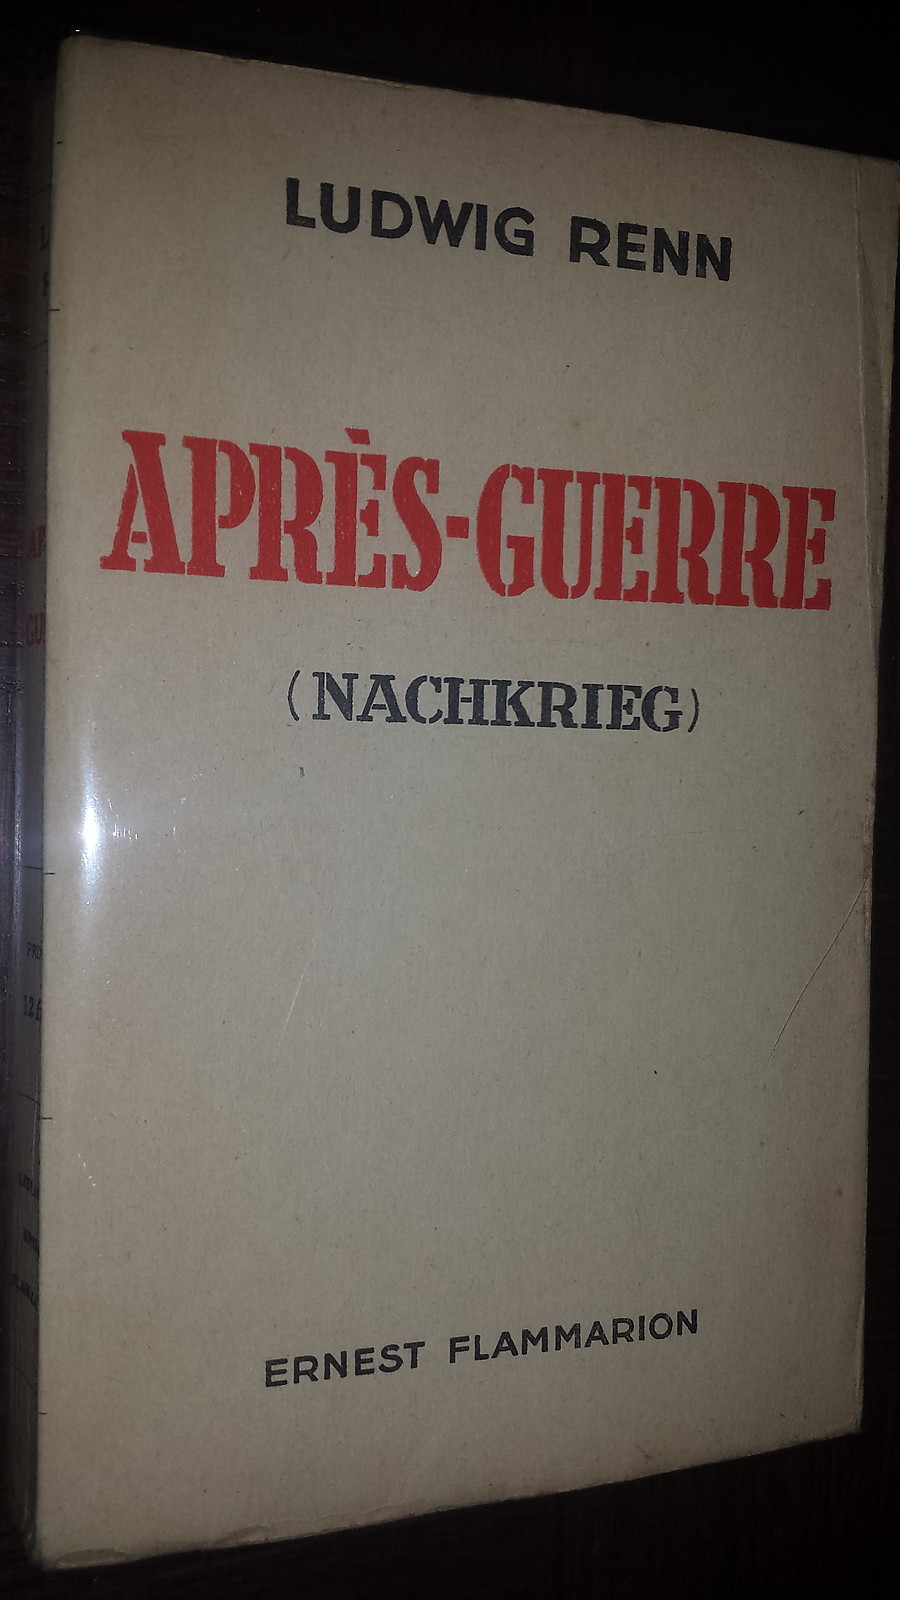 LUDWIG RENN
APRÈS-GUERRE
(NACHKRIEG)
ERNEST FLAMMARION